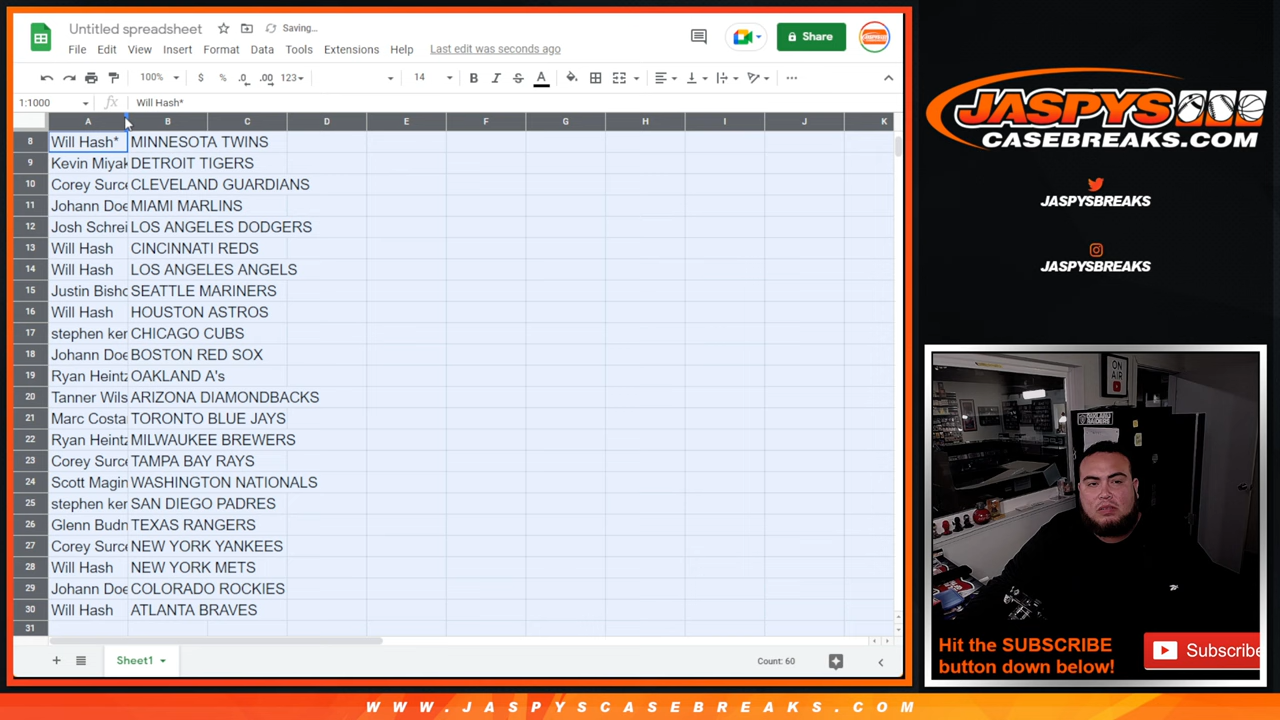 Untitled spreadsheet
Saving...
File Edit View Insert Format Data Tools Extensions Help Last edit was seconds ago
Share
100% $ % .0 .00 123 14 B I S A
1:1000 fx Will Hash*
A B C D E F G H I J K
8 Will Hash* MINNESOTA TWINS
9 Kevin Miyak DETROIT TIGERS
10 Corey Surce CLEVELAND GUARDIANS
11 Johann Doe MIAMI MARLINS
12 Josh Schrei LOS ANGELES DODGERS
13 Will Hash CINCINNATI REDS
14 Will Hash LOS ANGELES ANGELS
15 Justin Bisho SEATTLE MARINERS
16 Will Hash HOUSTON ASTROS
17 stephen ker CHICAGO CUBS
18 Johann Doe BOSTON RED SOX
19 Ryan Heintz OAKLAND A's
20 Tanner Wils ARIZONA DIAMONDBACKS
21 Marc Costa TORONTO BLUE JAYS
22 Ryan Heintz MILWAUKEE BREWERS
23 Corey Surce TAMPA BAY RAYS
24 Scott Magin WASHINGTON NATIONALS
25 stephen ker SAN DIEGO PADRES
26 Glenn Budn TEXAS RANGERS
27 Corey Surce NEW YORK YANKEES
28 Will Hash NEW YORK METS
29 Johann Doe COLORADO ROCKIES
30 Will Hash ATLANTA BRAVES
31
Sheet1
Count: 60
JASPYS
CASEBREAKS.COM
JASPYSBREAKS
JASPYSBREAKS
ON
AIR
Hit the SUBSCRIBE
button down below!
Subscribe
WWW.JASPYSCASEBREAKS.COM